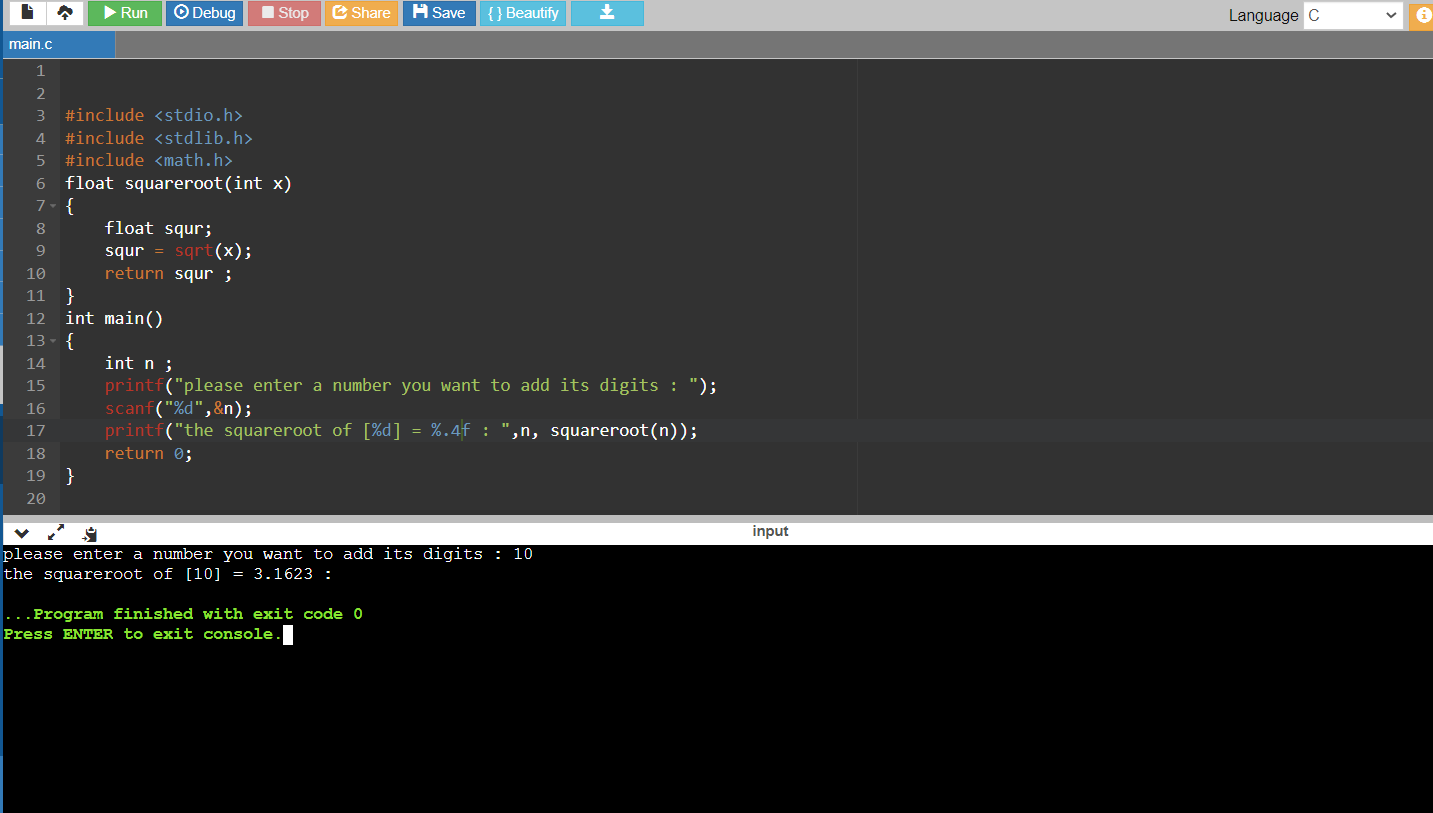 Run Debug Stop Share Save { } Beautify Language C
main.c
1
2
3 #include <stdio.h>
4 #include <stdlib.h>
5 #include <math.h>
6 float squareroot(int x)
7 {
8     float squr;
9     squr = sqrt(x);
10     return squr ;
11 }
12 int main()
13 {
14     int n ;
15     printf("please enter a number you want to add its digits : ");
16     scanf("%d",&n);
17     printf("the squareroot of [%d] = %.4f : ",n, squareroot(n));
18     return 0;
19 }
20
input
please enter a number you want to add its digits : 10
the squareroot of [10] = 3.1623 :
...Program finished with exit code 0
Press ENTER to exit console.